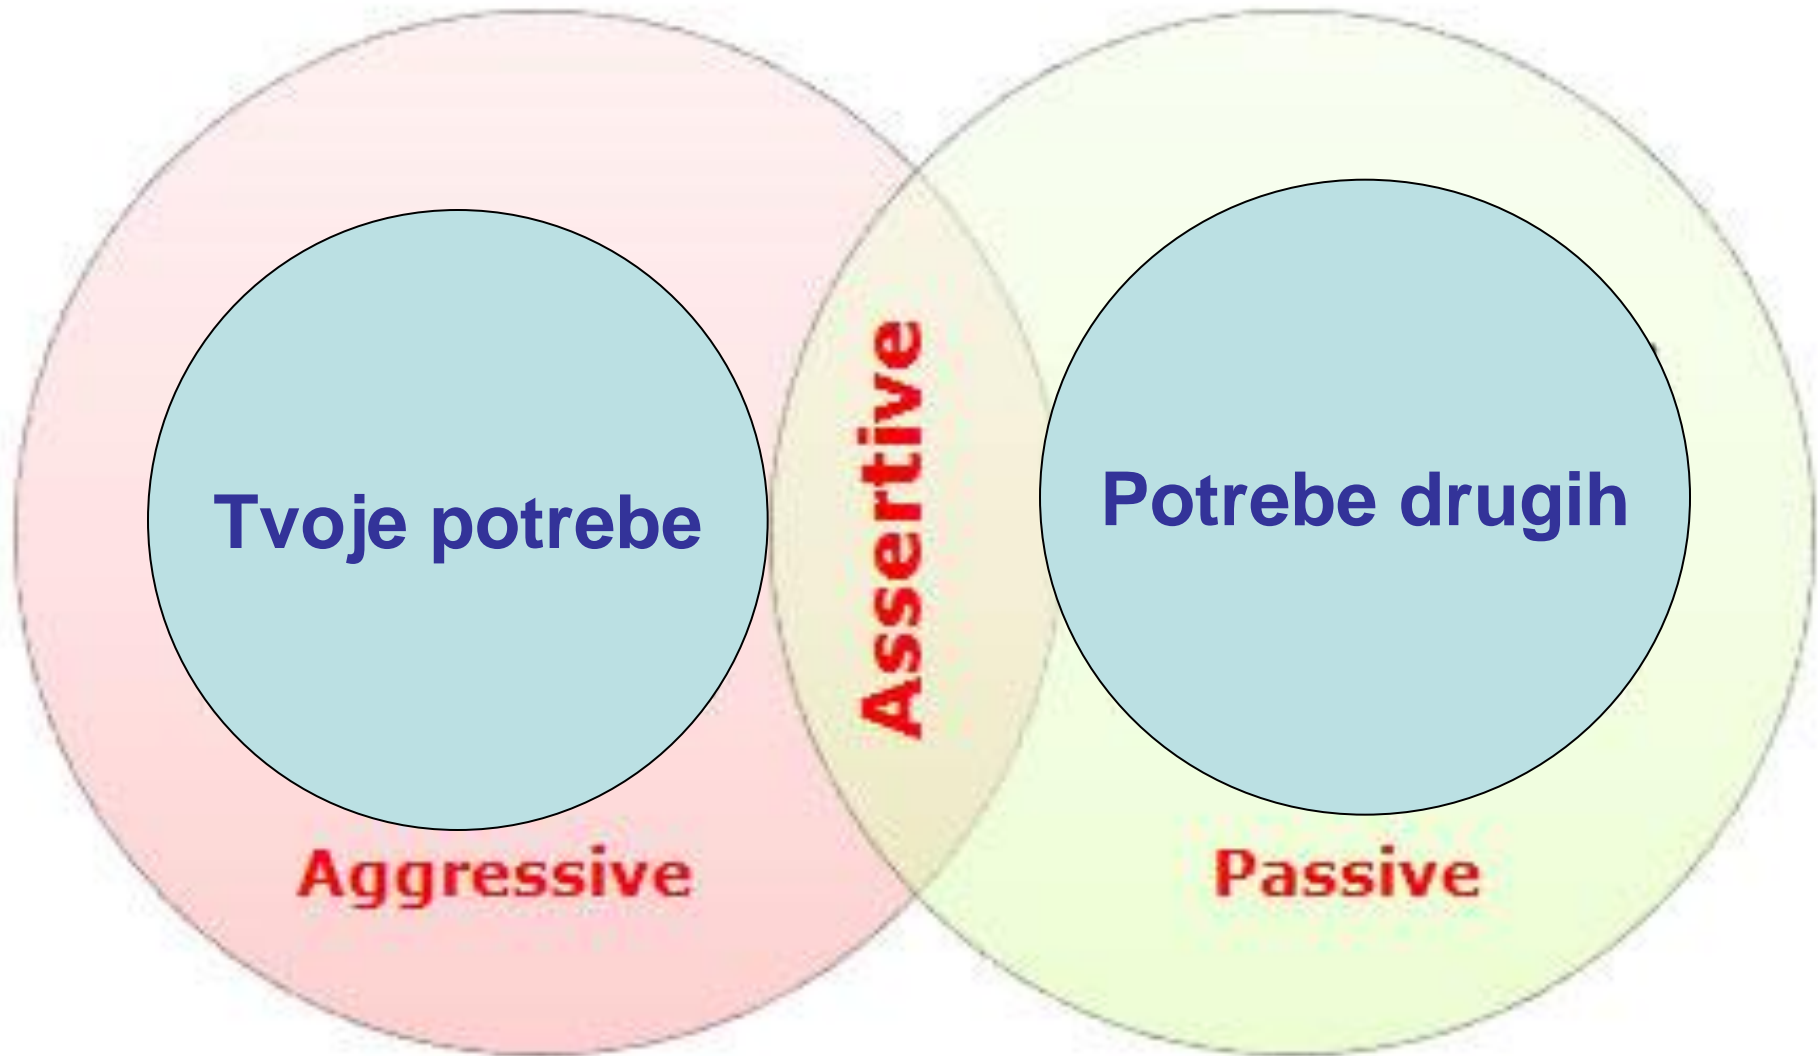 Tvoje potrebe
Assertive
Potrebe drugih
Aggressive
Passive